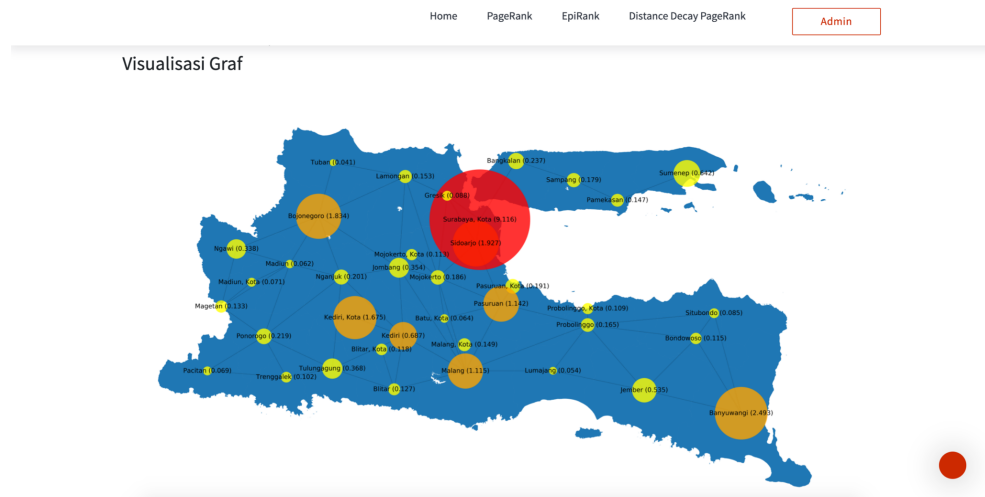 Home PageRank EpiRank Distance Decay PageRank Admin
Visualisasi Graf
Tuban (0.041)
Bangkalan (0.237)
Lamongan (0.153)
Sampang (0.179)
Sumenep (0.642)
Gresik (0.086)
Pamekasan (0.147)
Bojonegoro (1.834)
Surabaya, Kota (9.116)
Sidoarjo (1.927)
Ngawi (0.338)
Mojokerto, Kota (0.113)
Madiun (0.062)
Jombang (0.354)
Nganjuk (0.201)
Mojokerto (0.186)
Madiun, Kota (0.071)
Pasuruan, Kota (0.191)
Magetan (0.133)
Pasuruan (1.142)
Probolinggo, Kota (0.109)
Situbondo (0.085)
Kediri, Kota (1.675)
Batu, Kota (0.064)
Probolinggo (0.165)
Ponorogo (0.219)
Kediri (0.687)
Bondowoso (0.115)
Malang, Kota (0.149)
Blitar, Kota (0.118)
Pacitan (0.069)
Tulungagung (0.368)
Malang (1.115)
Lumajang (0.054)
Trenggalek (0.102)
Blitar (0.127)
Jember (0.535)
Banyuwangi (2.493)